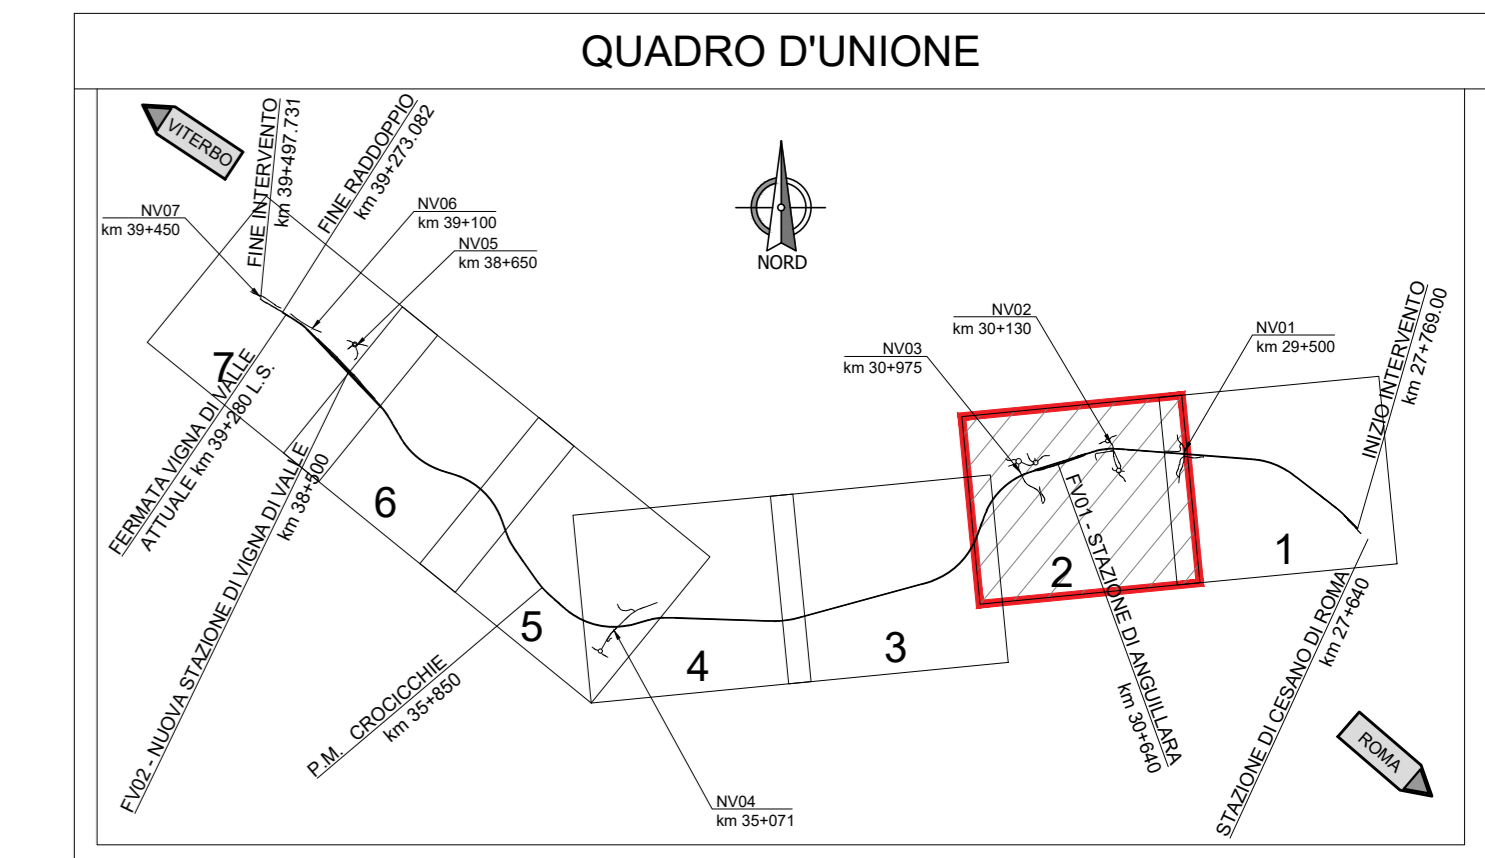 QUADRO D'UNIONE
VITERBO
FINE INTERVENTO
km 39+497.731
FINE RADDOPPIO
km 39+273.082
NV07
km 39+450
NV06
km 39+100
NV05
km 38+650
NORD
NV02
km 30+130
NV01
km 29+500
NV03
km 30+975
INIZIO INTERVENTO
km 27+769.00
7
FERMATA VIGNA DI VALLE
ATTUALE km 39+280 L.S.
FV02 - NUOVA STAZIONE DI VIGNA DI VALLE
km 38+500
6
5
4
3
2
1
FV01 - STAZIONE DI ANGUILLARA
km 30+640
STAZIONE DI CESANO DI ROMA
km 27+640
P.M. CROCICCHIE
km 35+850
NV04
km 35+071
ROMA